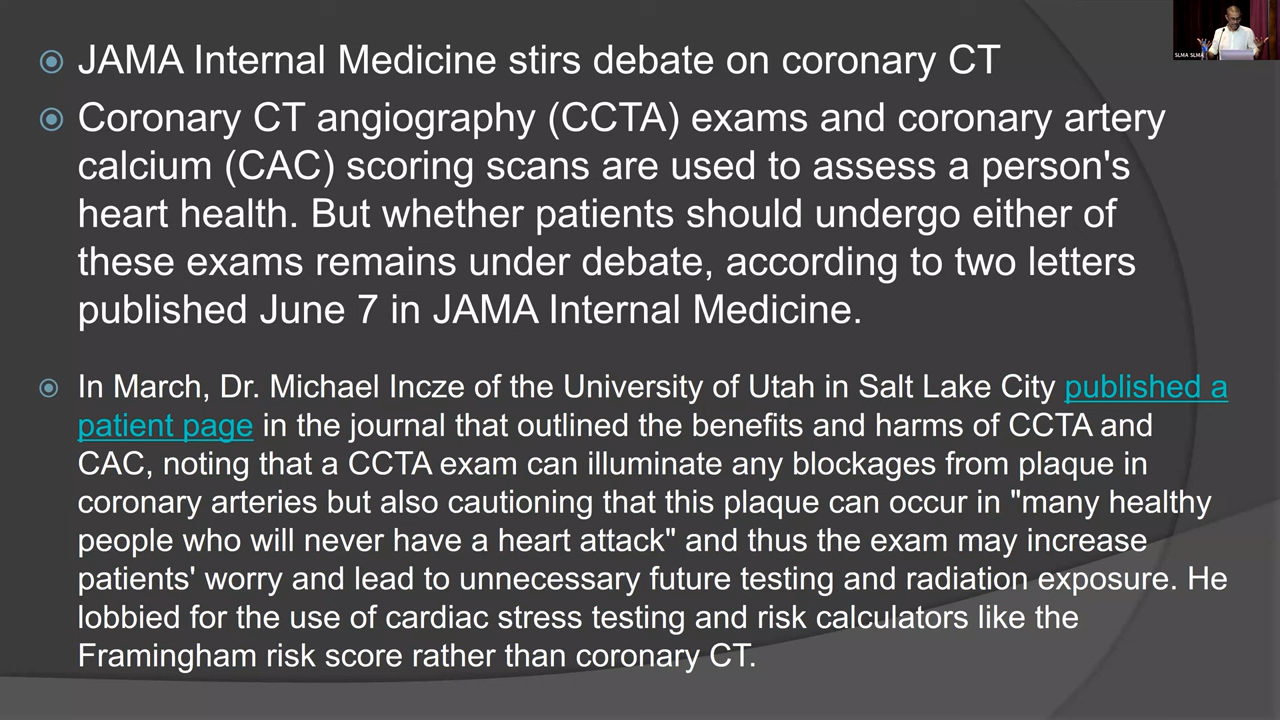 JAMA Internal Medicine stirs debate on coronary CT
Coronary CT angiography (CCTA) exams and coronary artery
calcium (CAC) scoring scans are used to assess a person's
heart health. But whether patients should undergo either of
these exams remains under debate, according to two letters
published June 7 in JAMA Internal Medicine.
In March, Dr. Michael Incze of the University of Utah in Salt Lake City published a
patient page in the journal that outlined the benefits and harms of CCTA and
CAC, noting that a CCTA exam can illuminate any blockages from plaque in
coronary arteries but also cautioning that this plaque can occur in "many healthy
people who will never have a heart attack" and thus the exam may increase
patients' worry and lead to unnecessary future testing and radiation exposure. He
lobbied for the use of cardiac stress testing and risk calculators like the
Framingham risk score rather than coronary CT.
SLMA SLMA